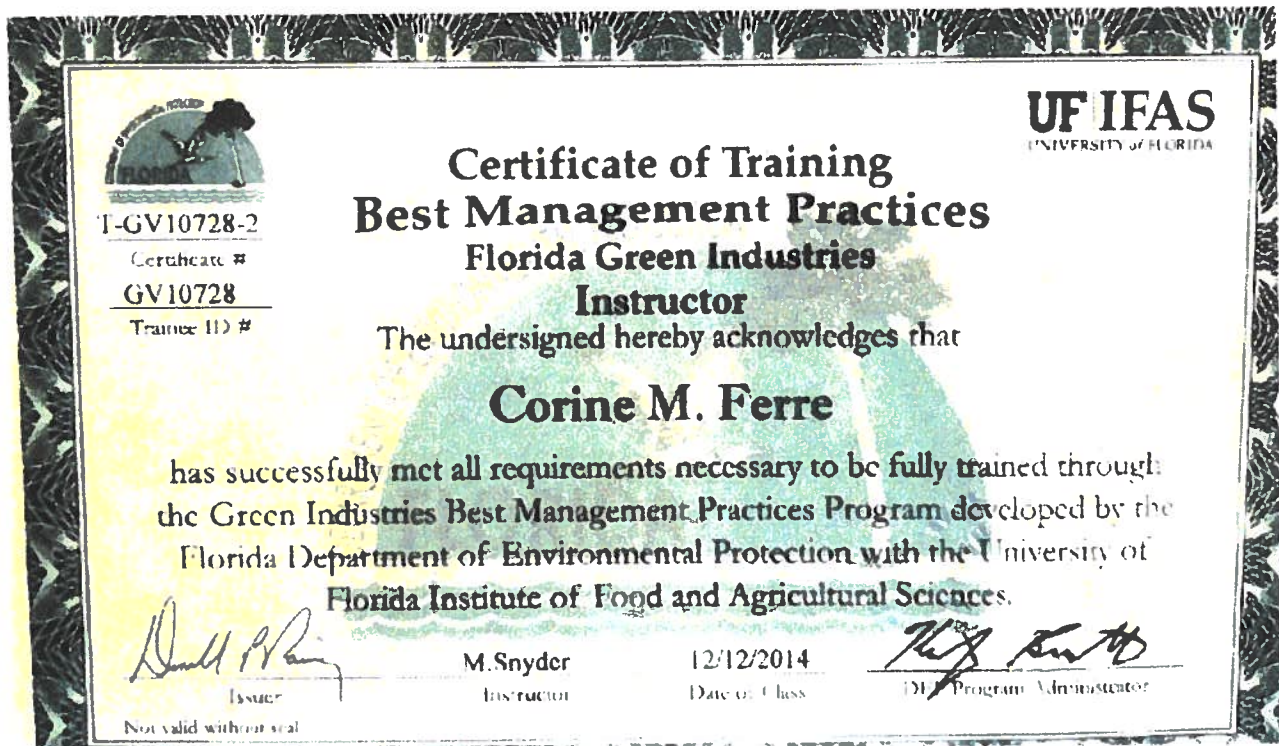 FLORIDA
UF IFAS
UNIVERSITY of FLORIDA
T-GV10728-2
Certificate #
GV10728
Trainee ID #
Certificate of Training
Best Management Practices
Florida Green Industries
Instructor
The undersigned hereby acknowledges that
Corine M. Ferre
has successfully met all requirements necessary to be fully trained through
the Green Industries Best Management Practices Program developed by the
Florida Department of Environmental Protection with the University of
Florida Institute of Food and Agricultural Sciences.
M.Snyder
12/12/2014
Issuer
Instructor
Date of Class
DEP Program Administrator
Not valid without seal